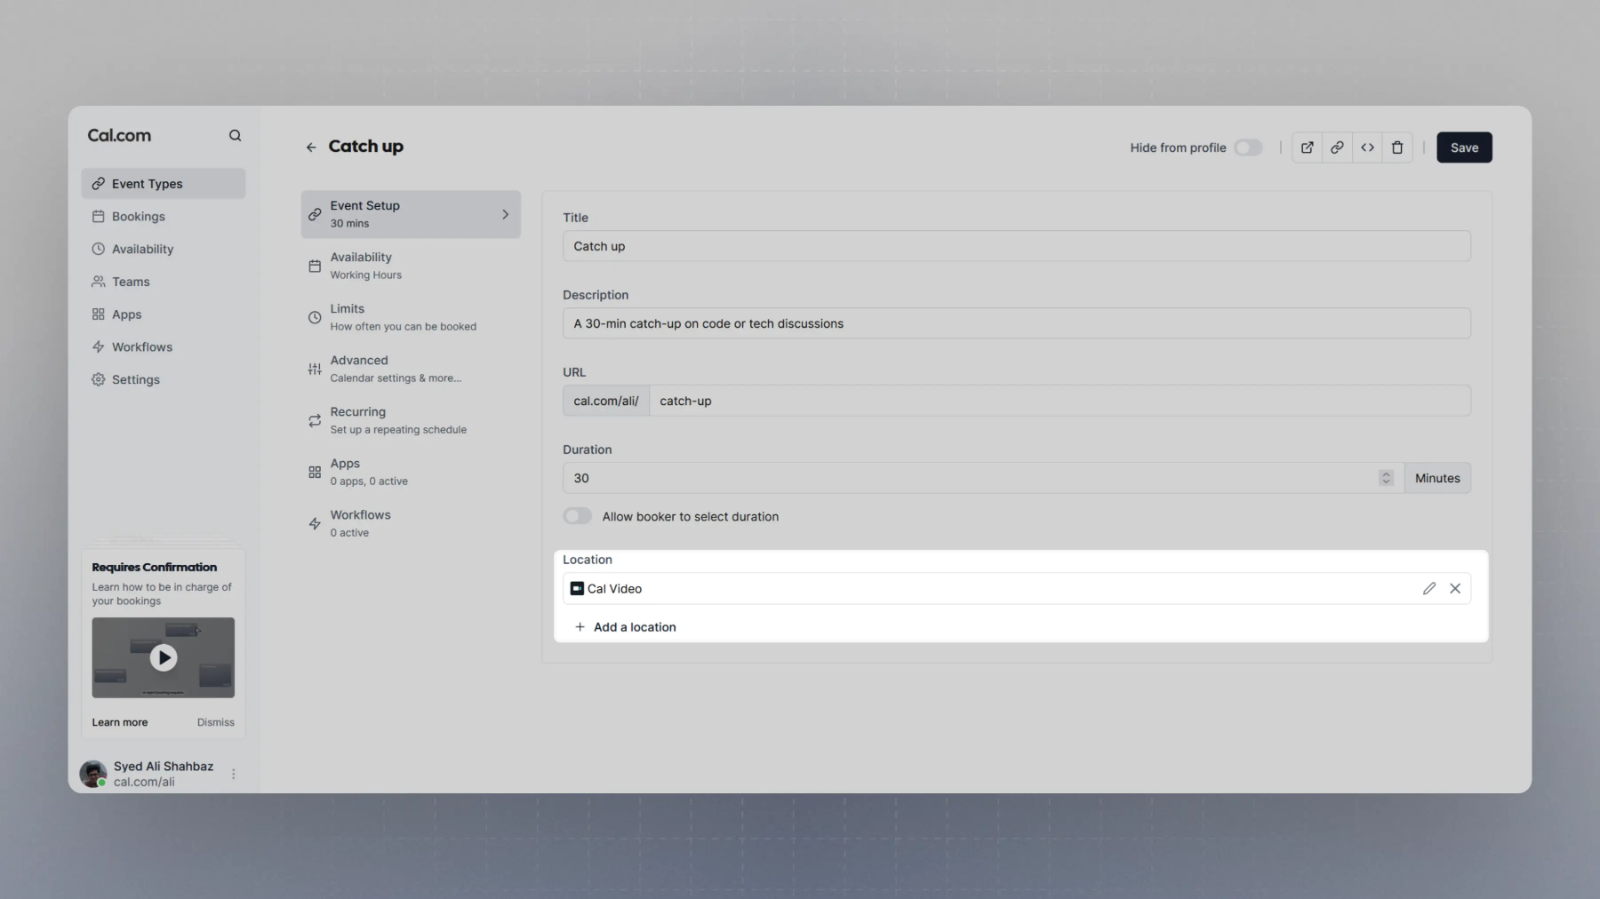 Cal.com
Event Types
Bookings
Availability
Teams
Apps
Workflows
Settings
Requires Confirmation
Learn how to be in charge of
your bookings
Learn more
Dismiss
Syed Ali Shahbaz
cal.com/ali
Catch up
Hide from profile
Save
Event Setup
30 mins
Availability
Working Hours
Limits
How often you can be booked
Advanced
Calendar settings & more...
Recurring
Set up a repeating schedule
Apps
0 apps, 0 active
Workflows
0 active
Title
Catch up
Description
A 30-min catch-up on code or tech discussions
URL
cal.com/ali/ catch-up
Duration
30 Minutes
Allow booker to select duration
Location
Cal Video
Add a location